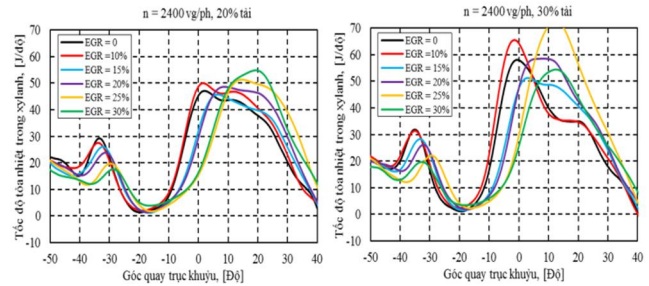 n = 2400 vg/ph, 20% tải
Tốc độ tỏa nhiệt trong xylanh, [J/độ]
70
60
50
40
30
20
10
0
-10
EGR = 0
EGR =10%
EGR = 15%
EGR = 20%
EGR = 25%
EGR = 30%
-50 -40 -30 -20 -10 0 10 20 30 40
Góc quay trục khuỷu, [Độ]
n = 2400 vg/ph, 30% tải
Tốc độ tỏa nhiệt trong xylanh, [J/độ]
70
60
50
40
30
20
10
0
-10
EGR = 0
EGR = 10%
EGR = 15%
EGR = 20%
EGR = 25%
EGR = 30%
-50 -40 -30 -20 -10 0 10 20 30 40
Góc quay trục khuỷu, [Độ]